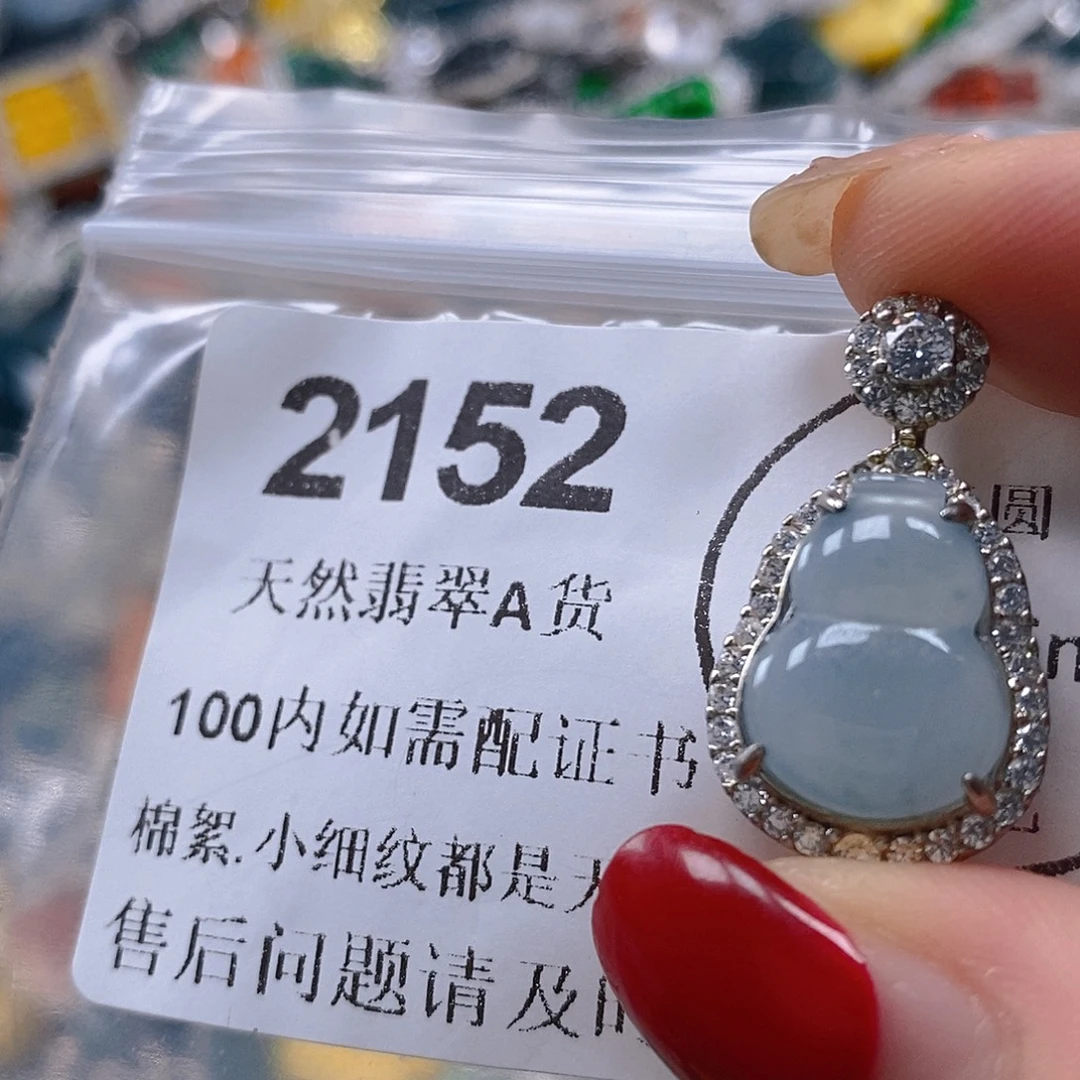 2152
天然翡翠A货
圆
100内如需配证书
棉絮.小细纹都是
售后问题请及